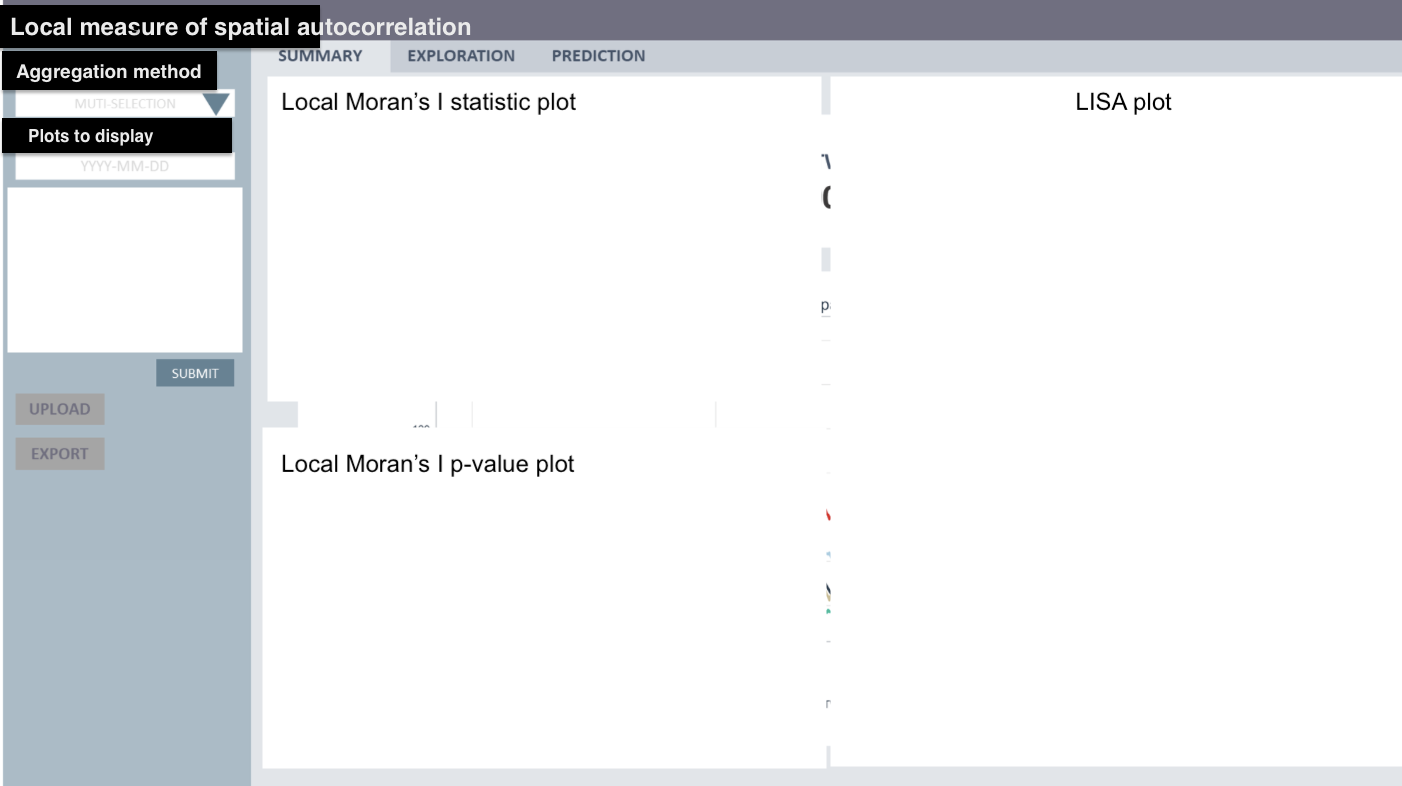 Local measure of spatial autocorrelation
SUMMARY EXPLORATION PREDICTION
Aggregation method
MUTI-SELECTION
Plots to display
YYYY-MM-DD
SUBMIT
UPLOAD
EXPORT
Local Moran’s I statistic plot
LISA plot
Local Moran’s I p-value plot